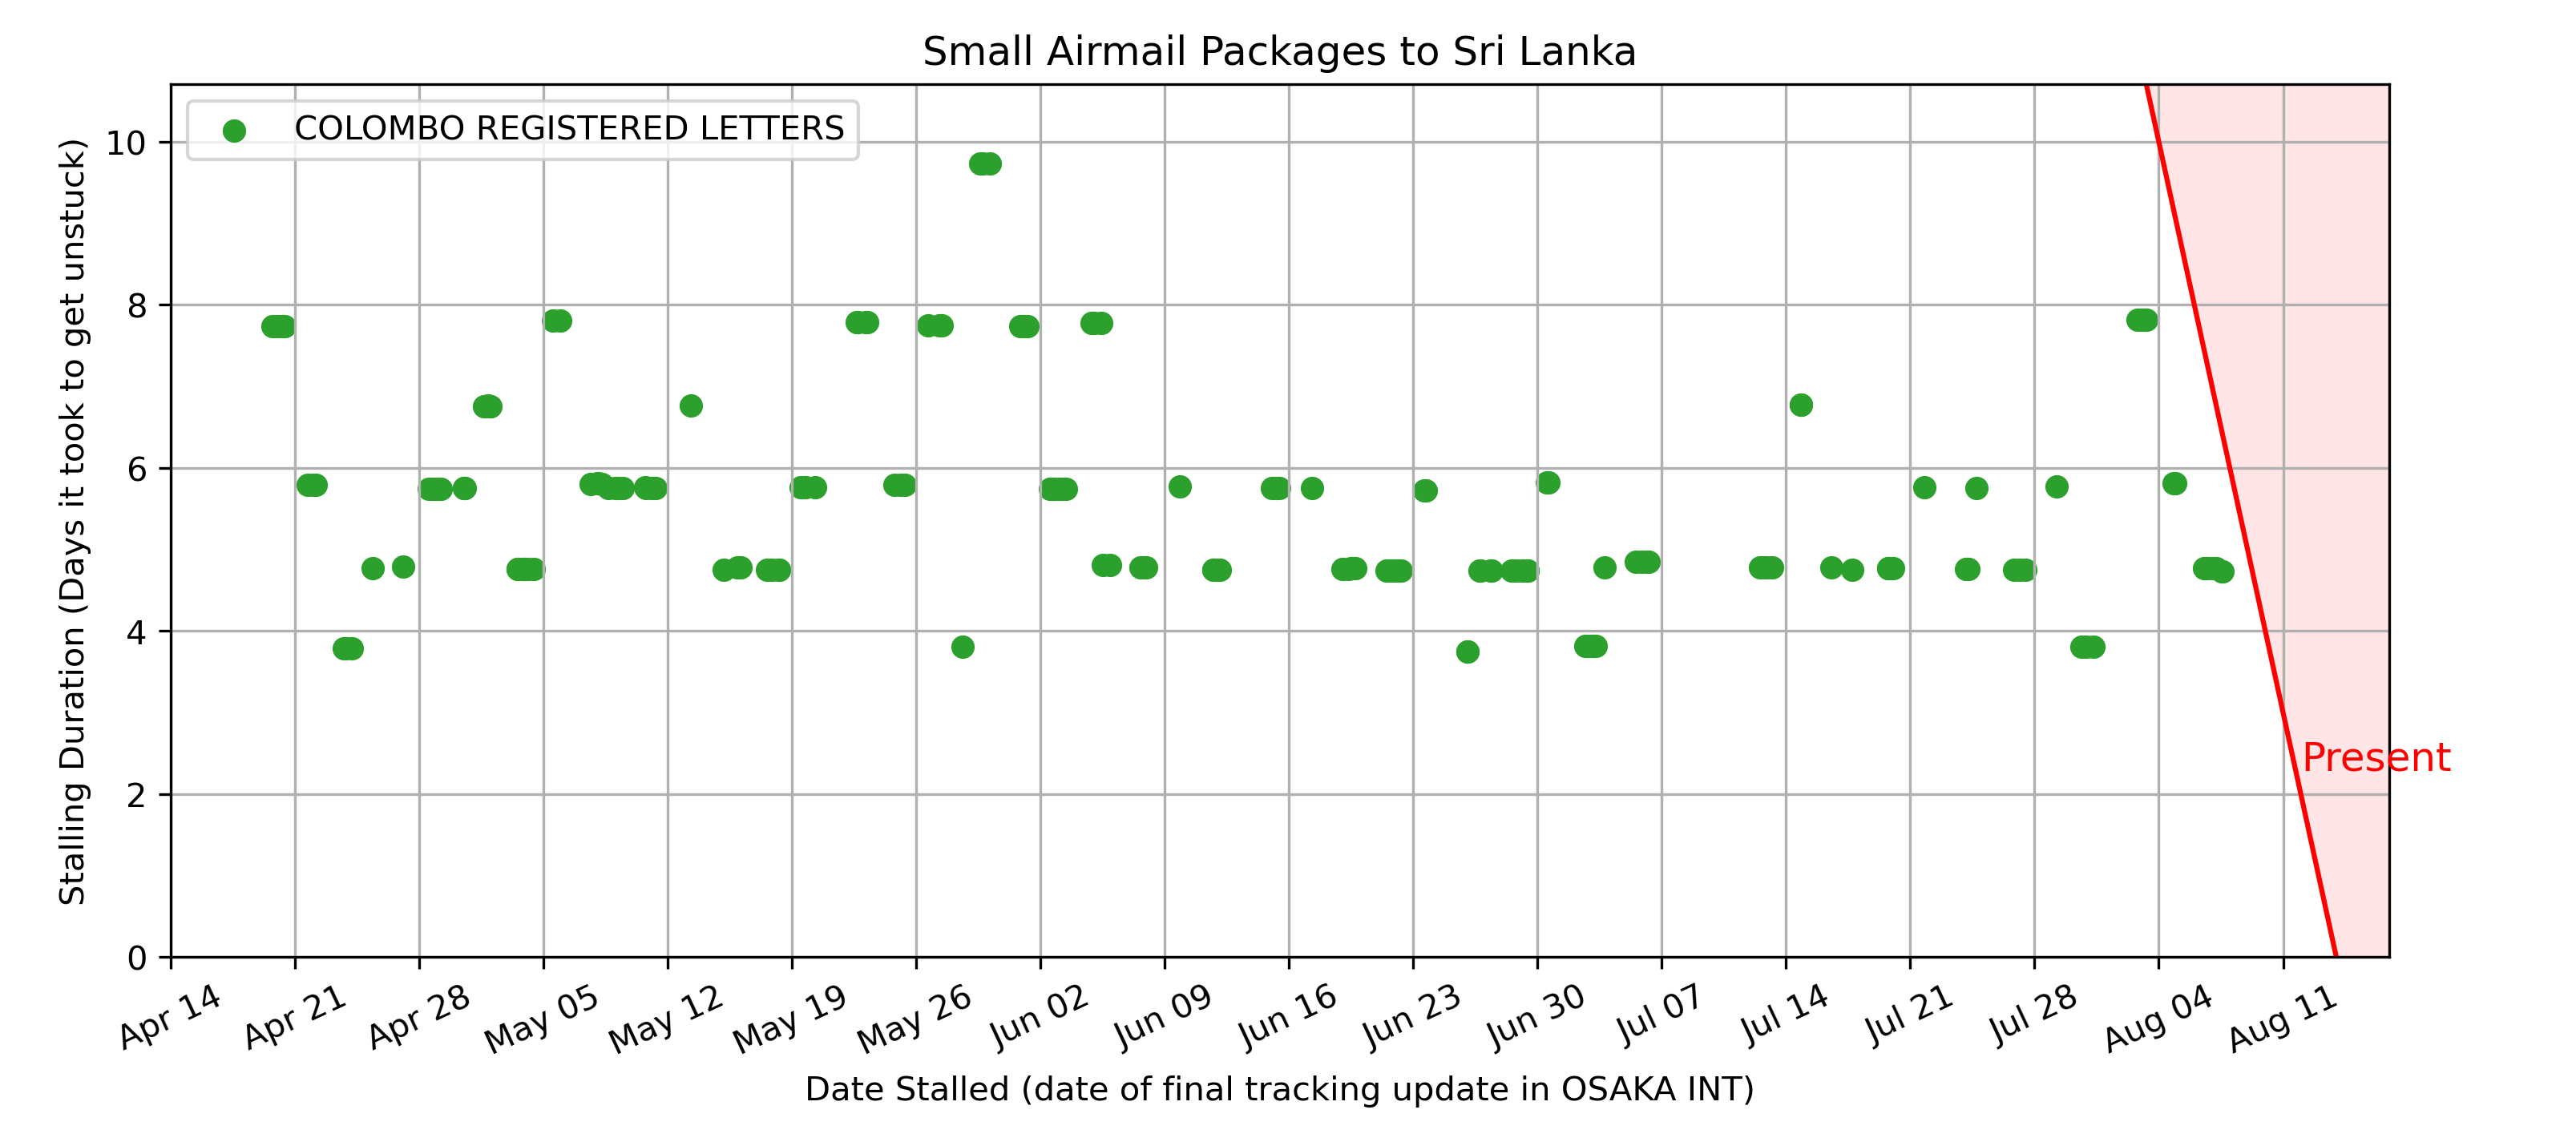 Small Airmail Packages to Sri Lanka
COLOMBO REGISTERED LETTERS
Stalling Duration (Days it took to get unstuck)
10
8
6
4
2
0
Present
Apr 14
Apr 21
Apr 28
May 05
May 12
May 19
May 26
Jun 02
Jun 09
Jun 16
Jun 23
Jun 30
Jul 07
Jul 14
Jul 21
Jul 28
Aug 04
Aug 11
Date Stalled (date of final tracking update in OSAKA INT)